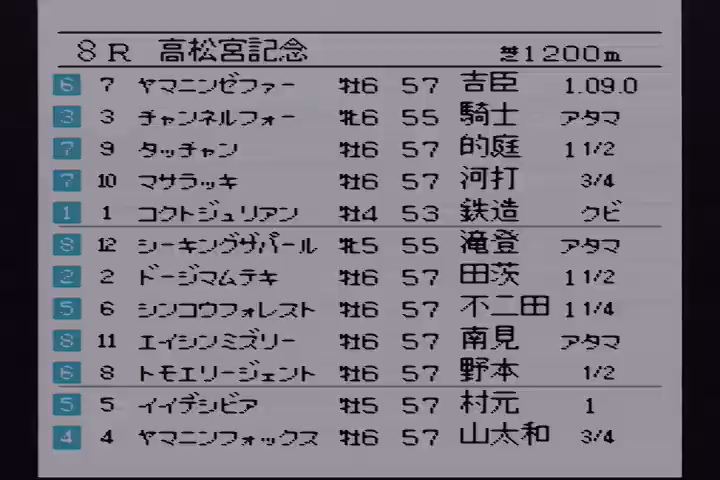 8R 高松宮記念 芝1200m
6 7 ヤマニンゼファー 牡6 57 吉臣 1.09.0
3 3 チャンネルフォー 牝6 55 騎士 アタマ
7 9 タッチャン 牡6 57 的庭 1 1/2
7 10 マサラッキ 牡6 57 河打 3/4
1 1 コクトジュリアン 牡4 53 鉄造 クビ
8 12 シーキングザパール 牝5 55 滝登 アタマ
2 2 ドージマムテキ 牡6 57 田茨 1 1/2
5 6 シンコウフォレスト 牡6 57 不二田 1 1/4
8 11 エイシンミズリー 牡6 57 南見 アタマ
6 8 トモエリージェント 牡6 57 野本 1/2
5 5 イイデシビア 牡5 57 村元 1
4 4 ヤマニンフォックス 牡6 57 山太和 3/4